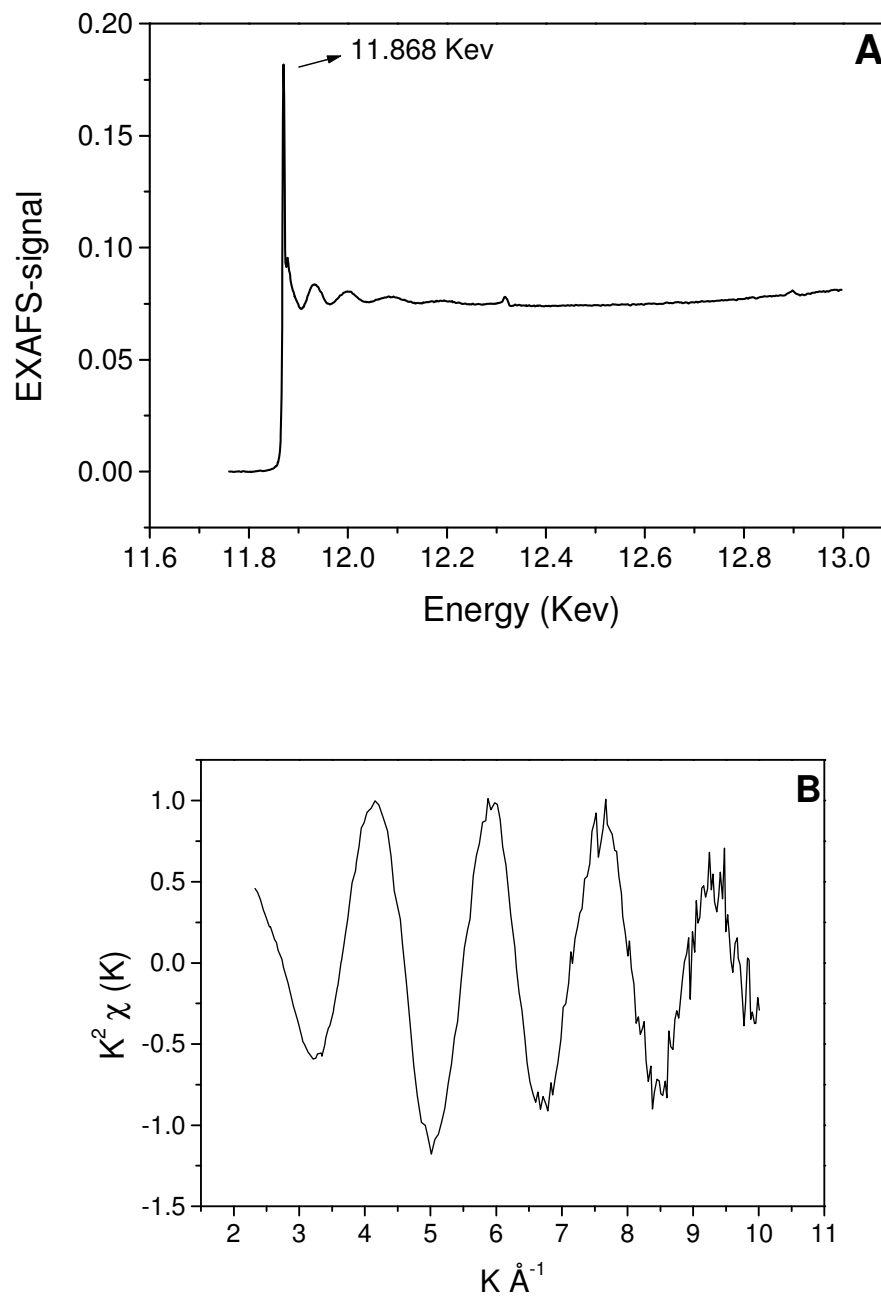 A
11.868 Kev
EXAFS-signal
0.20
0.15
0.10
0.05
0.00
11.6 11.8 12.0 12.2 12.4 12.6 12.8 13.0
Energy (Kev)
B
K² χ (K)
1.0
0.5
0.0
-0.5
-1.0
-1.5
2 3 4 5 6 7 8 9 10 11
K Å⁻¹